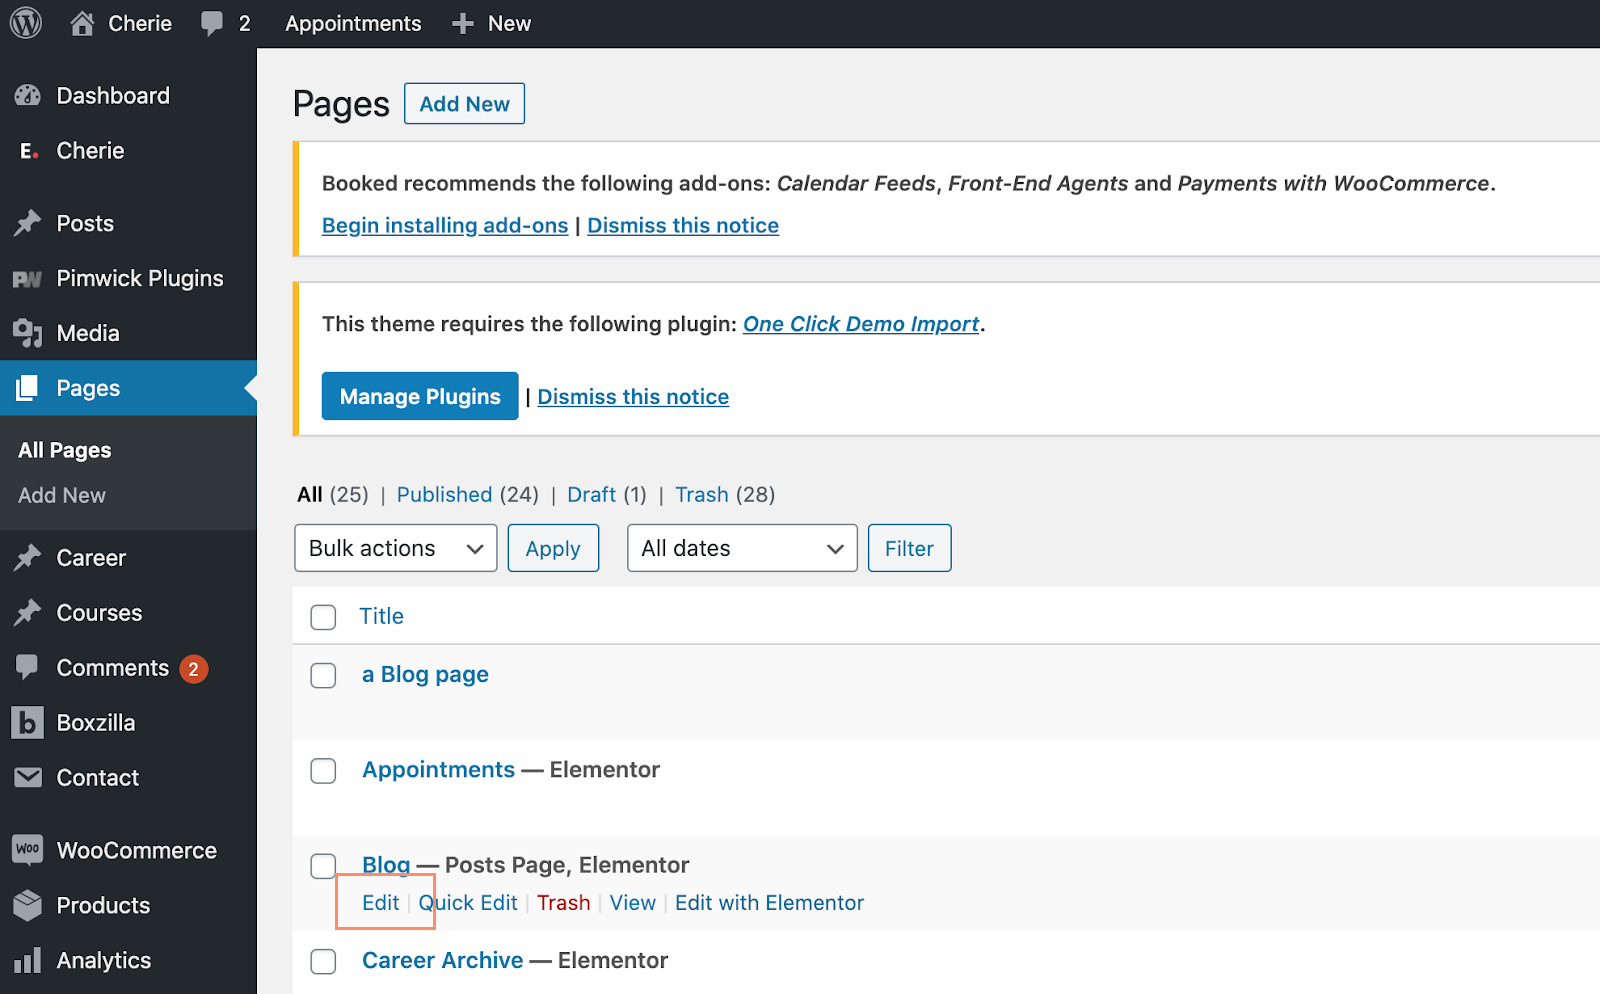 Cherie 2 Appointments New
Dashboard
E. Cherie
Posts
PW Pimwick Plugins
Media
Pages
All Pages
Add New
Career
Courses
Comments 2
b Boxzilla
Contact
Woo WooCommerce
Products
Analytics
Pages Add New
Booked recommends the following add-ons: Calendar Feeds, Front-End Agents and Payments with WooCommerce.
Begin installing add-ons | Dismiss this notice
This theme requires the following plugin: One Click Demo Import.
Manage Plugins | Dismiss this notice
All (25) | Published (24) | Draft (1) | Trash (28)
Bulk actions Apply All dates Filter
Title
a Blog page
Appointments — Elementor
Blog — Posts Page, Elementor
Edit | Quick Edit | Trash | View | Edit with Elementor
Career Archive — Elementor